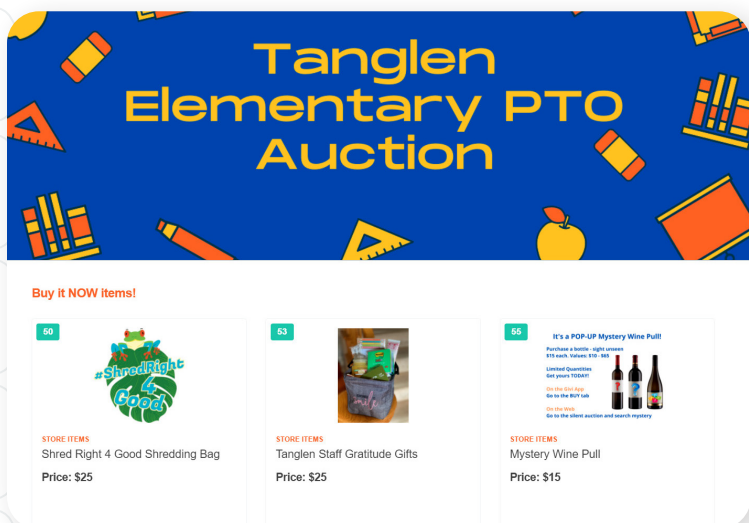 Tanglen
Elementary PTO
Auction
Buy it NOW items!
50
#ShredRight
4
Good
STORE ITEMS
Shred Right 4 Good Shredding Bag
Price: $25
53
STORE ITEMS
Tanglen Staff Gratitude Gifts
Price: $25
55
It's a POP-UP Mystery Wine Pull!
Purchase a bottle - sight unseen
$15 each. Values: $10 - $65
Limited Quantities
Get yours TODAY!
On the Give App
Go to the BUY tab
On the Web
Go to the silent auction and search mystery
STORE ITEMS
Mystery Wine Pull
Price: $15